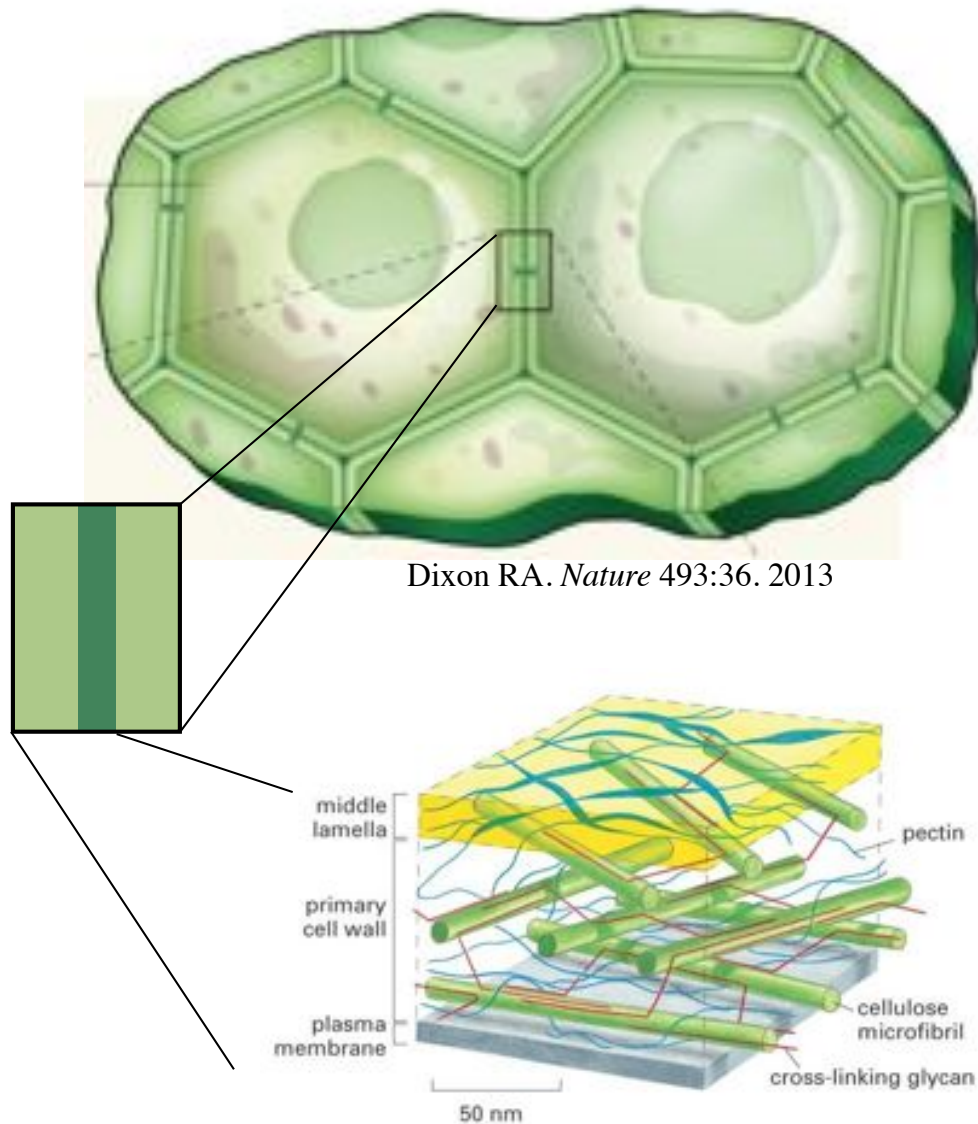 Dixon RA. Nature 493:36. 2013
middle
lamella
pectin
primary
cell wall
plasma
membrane
cellulose
microfibril
cross-linking glycan
50 nm